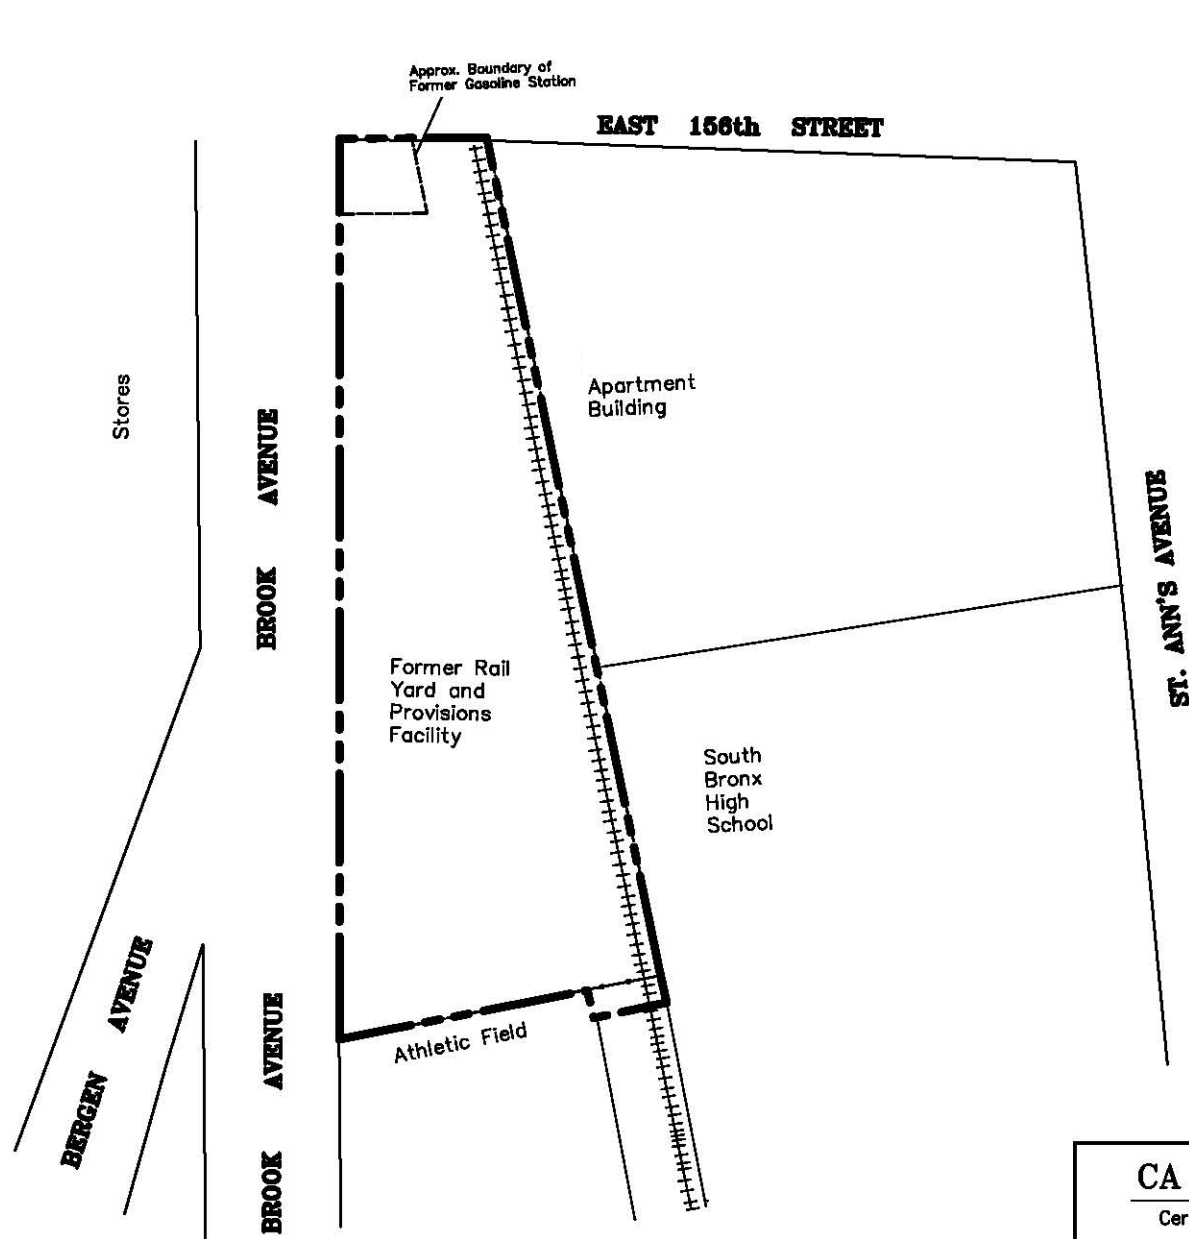 Approx. Boundary of
Former Gasoline Station
EAST 156th STREET
Stores
BROOK AVENUE
Apartment
Building
ST. ANN'S AVENUE
Former Rail
Yard and
Provisions
Facility
South
Bronx
High
School
BERGEN AVENUE
BROOK AVENUE
Athletic Field
CA
Cer